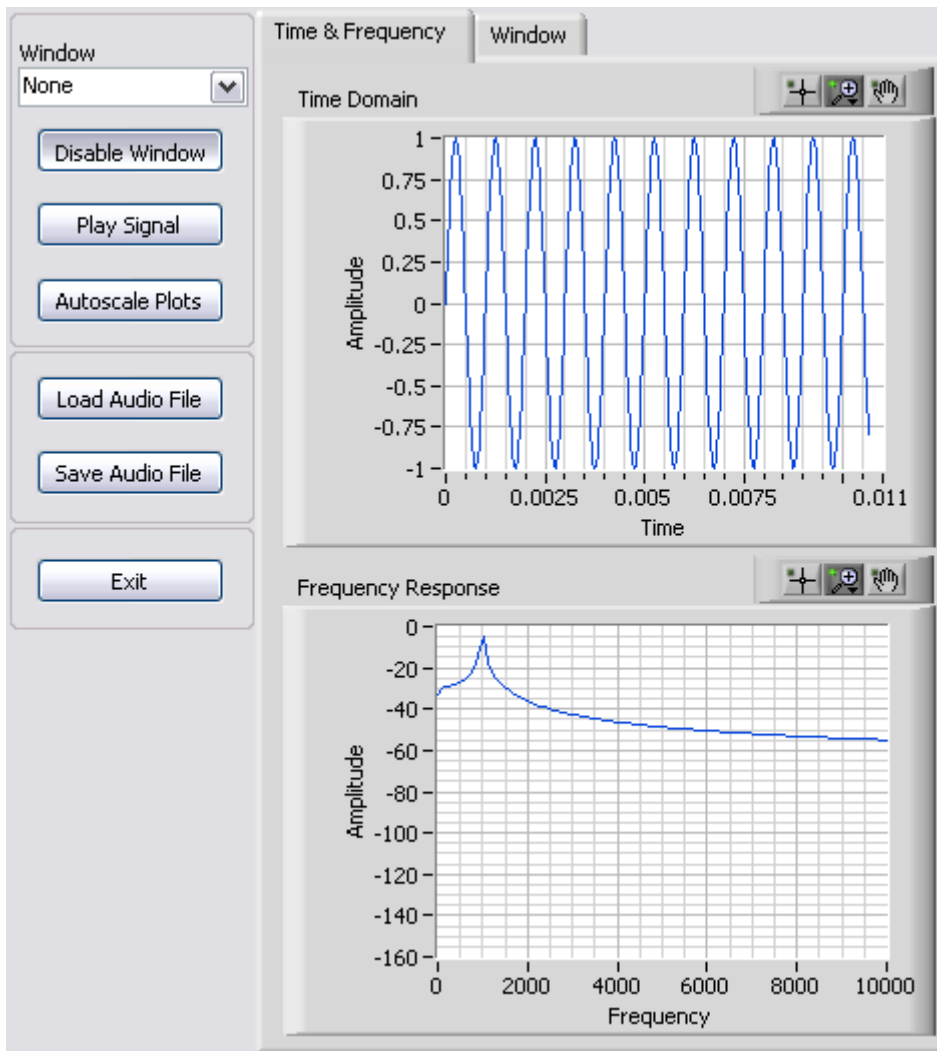 Window
None
Disable Window
Play Signal
Autoscale Plots
Load Audio File
Save Audio File
Exit
Time & Frequency
Window
Time Domain
1
0.75
0.5
0.25
0
-0.25
-0.5
-0.75
-1
Amplitude
0 0.0025 0.005 0.0075 0.011
Time
Frequency Response
0
-20
-40
-60
-80
-100
-120
-140
-160
Amplitude
0 2000 4000 6000 8000 10000
Frequency